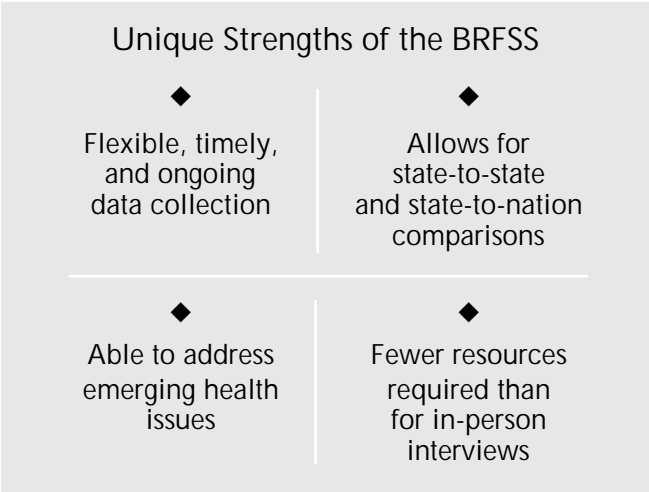 Unique Strengths of the BRFSS
◆
Flexible, timely,
and ongoing
data collection
◆
Allows for
state-to-state
and state-to-nation
comparisons
◆
Able to address
emerging health
issues
◆
Fewer resources
required than
for in-person
interviews